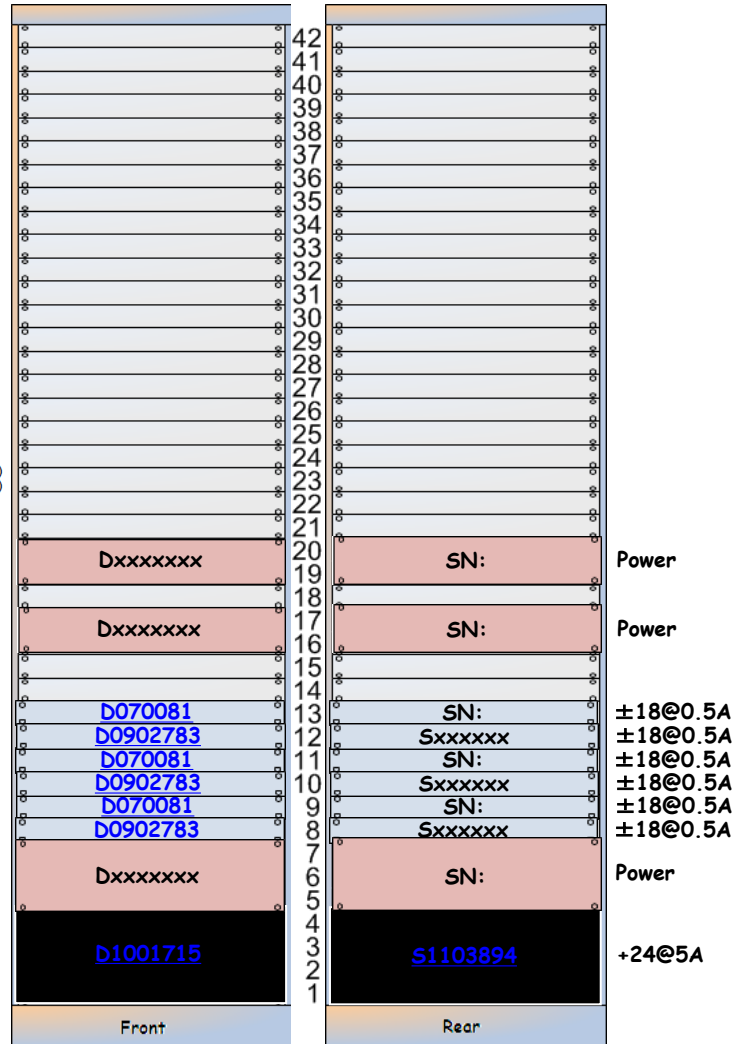 42
41
40
39
38
37
36
35
34
33
32
31
30
29
28
27
26
25
24
23
22
21
Dxxxxxxx 20 SN: Power
19
18
Dxxxxxxx 17 SN: Power
16
15
14
D070081 13 SN: ±18@0.5A
D0902783 12 Sxxxxxx ±18@0.5A
D070081 11 SN: ±18@0.5A
D0902783 10 Sxxxxxx ±18@0.5A
D070081 9 SN: ±18@0.5A
D0902783 8 Sxxxxxx ±18@0.5A
7
Dxxxxxxx 6 SN: Power
5
4
D1001715 3 S1103894 +24@5A
2
1
Front Rear